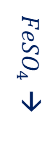 FeSO₄ →